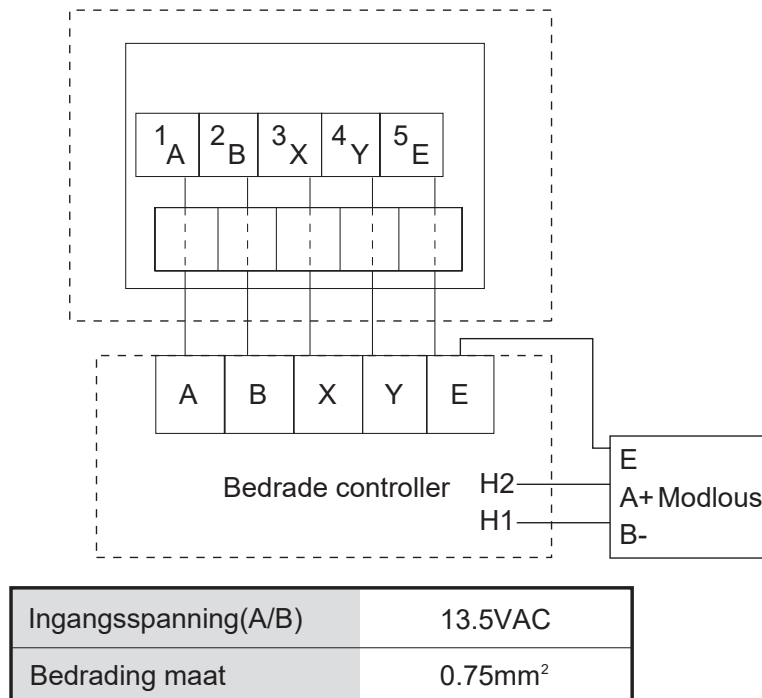 1A 2B 3X 4Y 5E
A B X Y E
Bedrade controller
H2
H1
E
A+ Modlous
B-
Ingangsspanning(A/B) 13.5VAC
Bedrading maat 0.75mm²